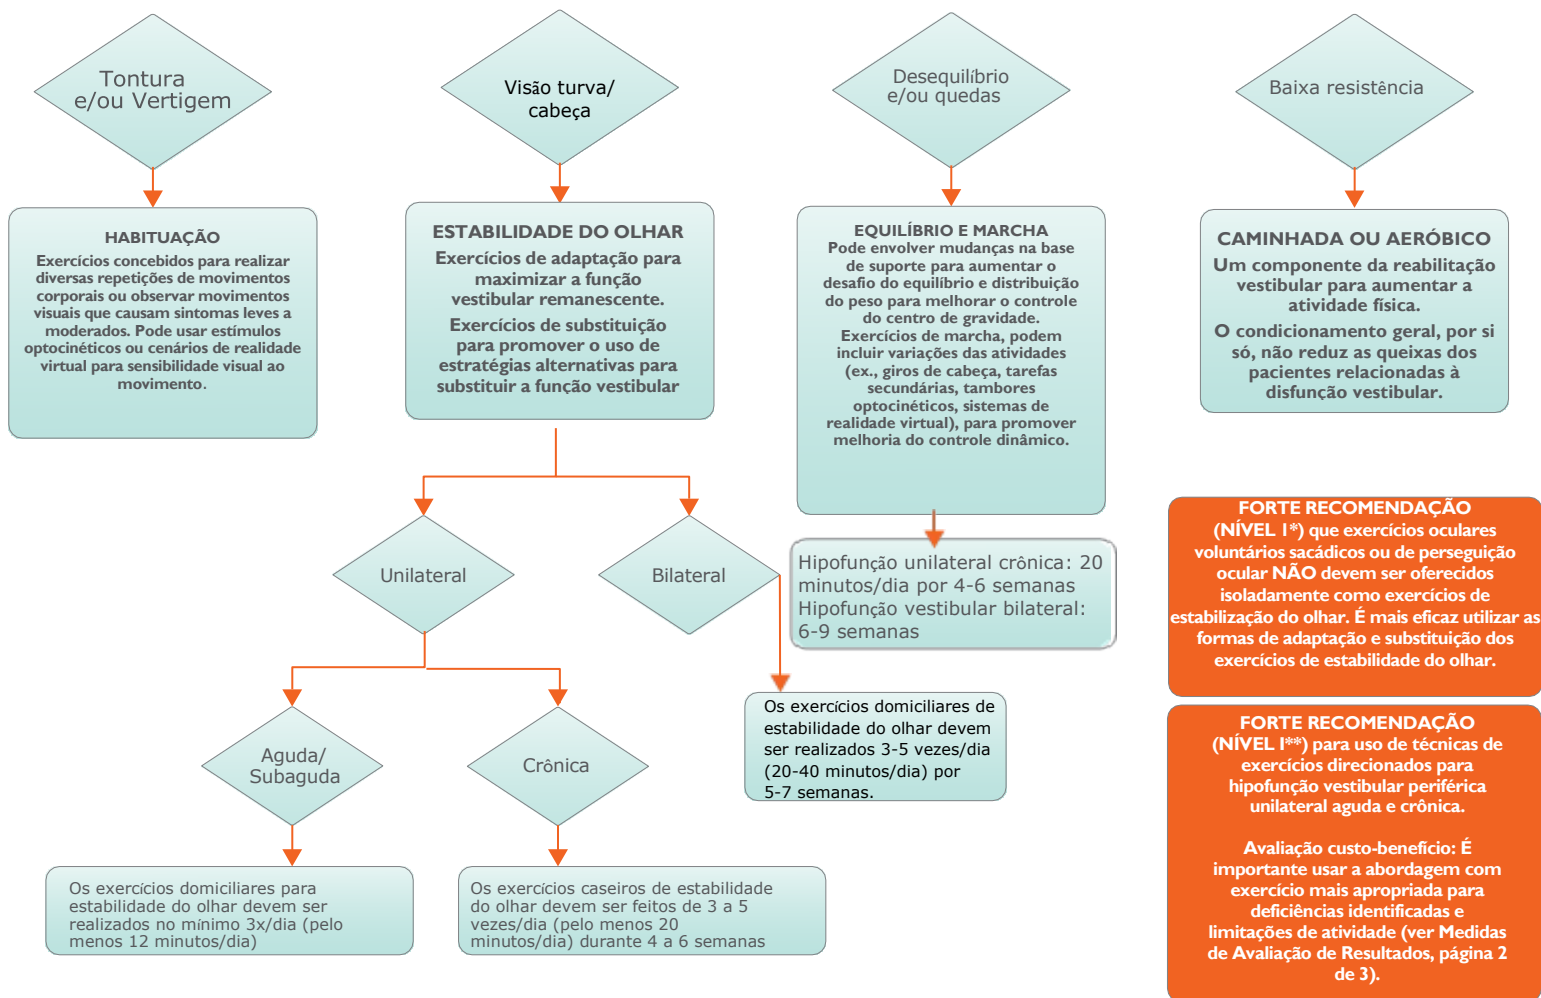 Tontura
e/ou Vertigem
Visão turva/
cabeça
Desequilíbrio
e/ou quedas
Baixa resistência
HABITUAÇÃO
Exercícios concebidos para realizar
diversas repetições de movimentos
corporais ou observar movimentos
visuais que causam sintomas leves a
moderados. Pode usar estímulos
optocinéticos ou cenários de realidade
virtual para sensibilidade visual ao
movimento.
ESTABILIDADE DO OLHAR
Exercícios de adaptação para
maximizar a função
vestibular remanescente.
Exercícios de substituição
para promover o uso de
estratégias alternativas para
substituir a função vestibular
EQUILÍBRIO E MARCHA
Pode envolver mudanças na base
de suporte para aumentar o
desafio do equilíbrio e distribuição
do peso para melhorar o controle
do centro de gravidade.
Exercícios de marcha, podem
incluir variações das atividades
(ex., giros de cabeça, tarefas
secundárias, tambores
optocinéticos, sistemas de
realidade virtual), para promover
melhoria do controle dinâmico.
CAMINHADA OU AERÓBICO
Um componente da reabilitação
vestibular para aumentar a
atividade física.
O condicionamento geral, por si
só, não reduz as queixas dos
pacientes relacionadas à
disfunção vestibular.
Unilateral
Bilateral
Hipofunção unilateral crônica: 20
minutos/dia por 4-6 semanas
Hipofunção vestibular bilateral:
6-9 semanas
FORTE RECOMENDAÇÃO
(NÍVEL 1*) que exercícios oculares
voluntários sacádicos ou de perseguição
ocular NÃO devem ser oferecidos
isoladamente como exercícios de
estabilização do olhar. É mais eficaz utilizar as
formas de adaptação e substituição dos
exercícios de estabilidade do olhar.
Aguda/
Subaguda
Crônica
Os exercícios domiciliares de
estabilidade do olhar devem
ser realizados 3-5 vezes/dia
(20-40 minutos/dia) por
5-7 semanas.
FORTE RECOMENDAÇÃO
(NÍVEL I**) para uso de técnicas de
exercícios direcionados para
hipofunção vestibular periférica
unilateral aguda e crônica.
Avaliação custo-benefício: É
importante usar a abordagem com
exercício mais apropriada para
deficiências identificadas e
limitações de atividade (ver Medidas
de Avaliação de Resultados, página 2
de 3).
Os exercícios domiciliares para
estabilidade do olhar devem ser
realizados no mínimo 3x/dia (pelo
menos 12 minutos/dia)
Os exercícios caseiros de estabilidade
do olhar devem ser feitos de 3 a 5
vezes/dia (pelo menos 20
minutos/dia) durante 4 a 6 semanas